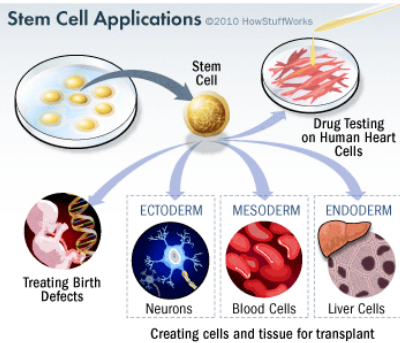 Stem Cell Applications ©2010 HowStuffWorks
Stem
Cell
Drug Testing
on Human Heart
Cells
Treating Birth
Defects
ECTODERM
Neurons
MESODERM
Blood Cells
ENDODERM
Liver Cells
Creating cells and tissue for transplant